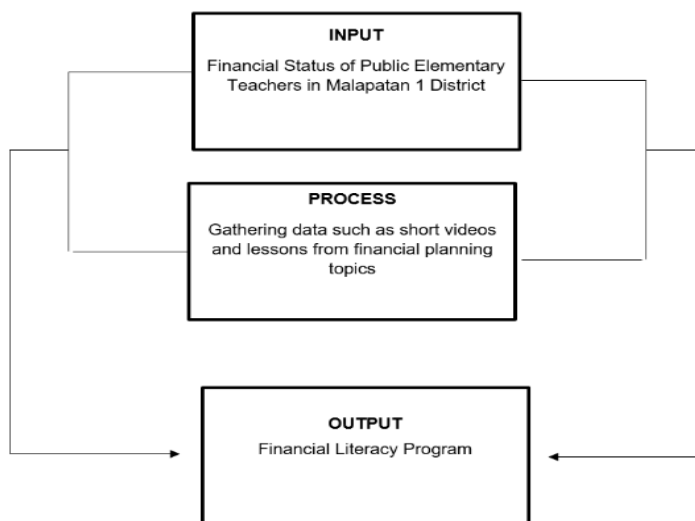 INPUT
Financial Status of Public Elementary
Teachers in Malapatan 1 District
PROCESS
Gathering data such as short videos
and lessons from financial planning
topics
OUTPUT
Financial Literacy Program